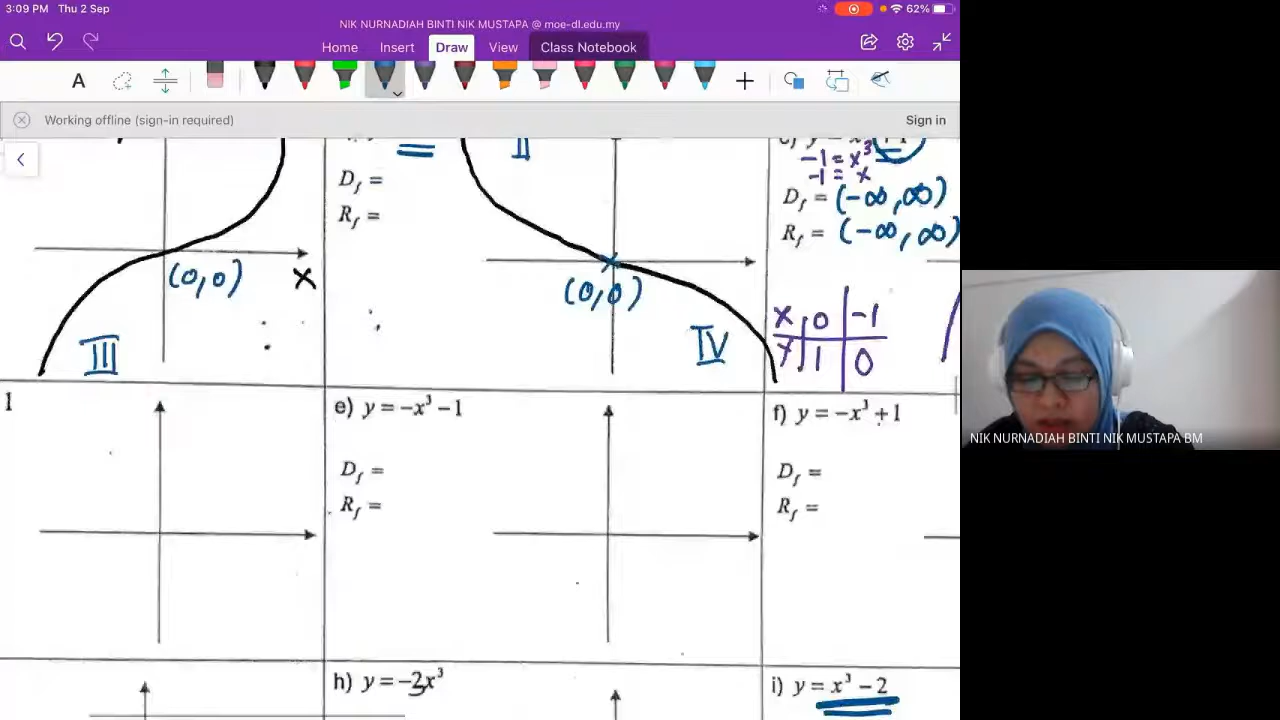 3:09 PM Thu 2 Sep
62%
NIK NURNADIAH BINTI NIK MUSTAPA @ moe-dl.edu.my
Home Insert Draw View Class Notebook
A
Working offline (sign-in required) Sign in
(0,0)
X
III
II
D_f =
R_f =
(0,0)
IV
-1 = x³
-1 = x
D_f = (-∞, ∞)
R_f = (-∞, ∞)
x 0 -1
y 1 0
1
e) y = -x³ - 1
D_f =
R_f =
f) y = -x³ + 1
D_f =
R_f =
h) y = -2x³
i) y = x³ - 2
NIK NURNADIAH BINTI NIK MUSTAPA BM